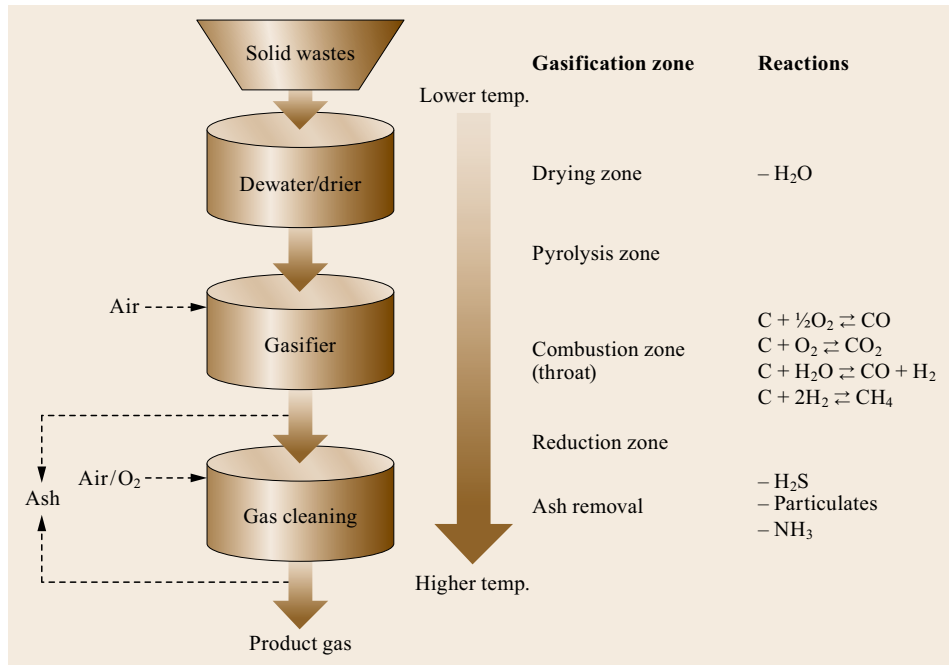 Solid wastes
Dewater/drier
Air
Gasifier
Air/O₂
Ash
Gas cleaning
Product gas
Lower temp.
Higher temp.
Gasification zone
Reactions
Drying zone
– H₂O
Pyrolysis zone
Combustion zone
(throat)
C + ½O₂ ⇄ CO
C + O₂ ⇄ CO₂
C + H₂O ⇄ CO + H₂
C + 2H₂ ⇄ CH₄
Reduction zone
Ash removal
– H₂S
– Particulates
– NH₃